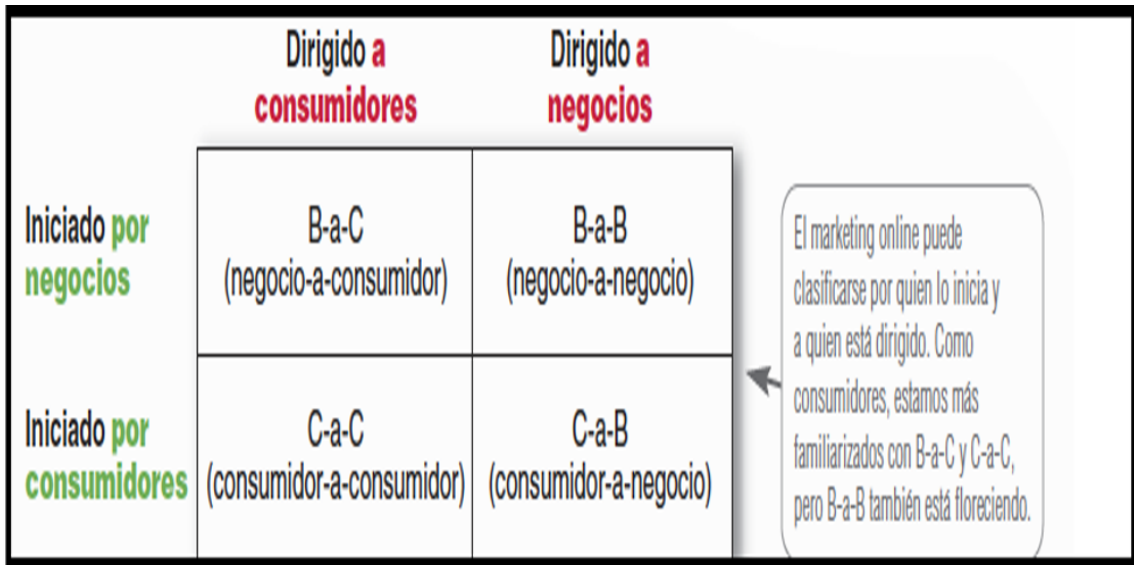 Dirigido a
consumidores
Dirigido a
negocios
Iniciado por
negocios
B-a-C
(negocio-a-consumidor)
B-a-B
(negocio-a-negocio)
Iniciado por
consumidores
C-a-C
(consumidor-a-consumidor)
C-a-B
(consumidor-a-negocio)
El marketing online puede
clasificarse por quien lo inicia y
a quien está dirigido. Como
consumidores, estamos más
familiarizados con B-a-C y C-a-C,
pero B-a-B también está floreciendo.